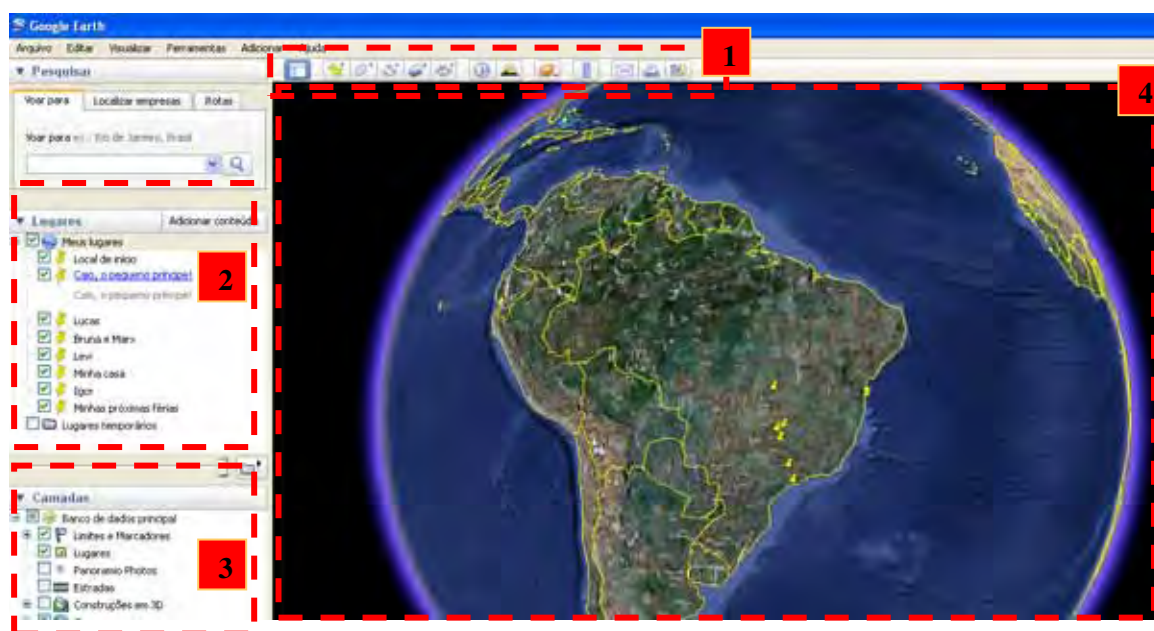 Google Earth
Arquivo Editar Visualizar Ferramentas Adicionar Ajuda
1
Pesquisar
4
Voar para Localizar empresas Rotas
Voar para ex.: Rio de Janeiro, Brasil
Lugares Adicionar conteúdo
Meus lugares
Local de início
2
Caio, o pequeno príncipe!
Caio, o pequeno príncipe!
Lucas
Bruna e Marx
Levi
Minha casa
Igor
Minhas próximas férias
Lugares temporários
Camadas
Banco de dados principal
Limites e Marcadores
Lugares
3
Panoramio Photos
Estradas
Construções em 3D